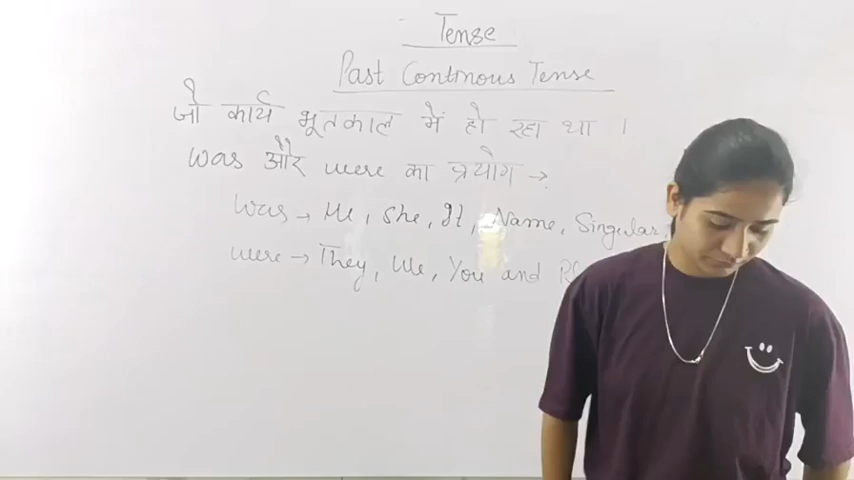 Tense
Past Continous Tense
जो कार्य भूतकाल में हो रहा था ।
was और were का प्रयोग →
Was → He, She, It, Name, Singular
were → They, We, You and